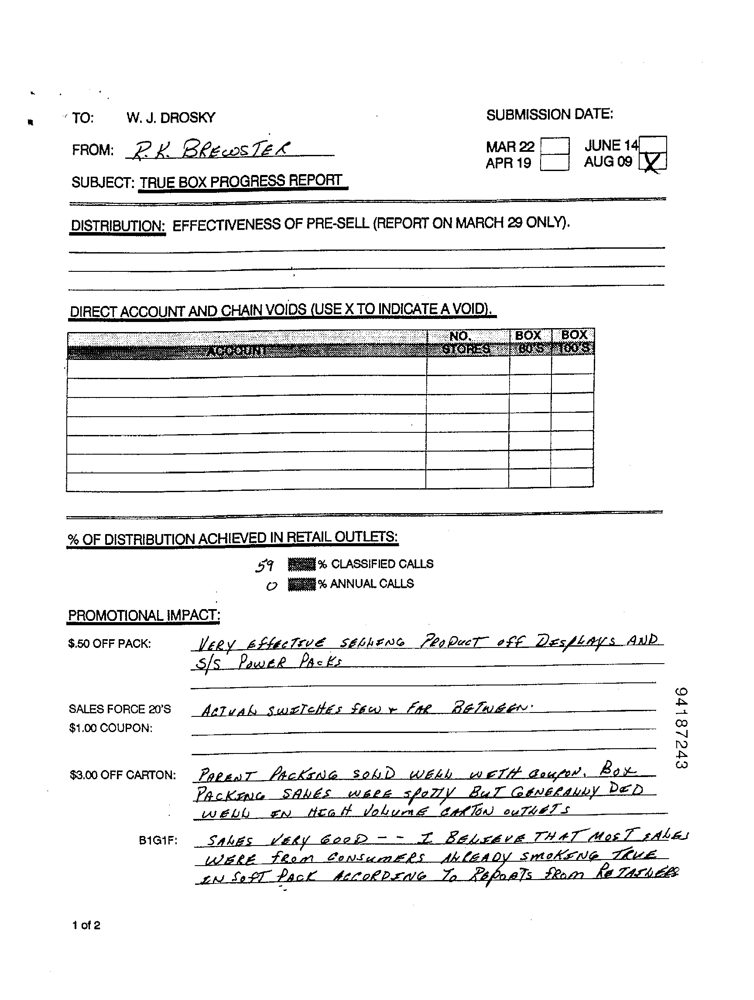 TO: W. J. DROSKY
SUBMISSION DATE:
FROM: R.K. BREWSTER
MAR 22 JUNE 14
APR 19 AUG 09 X
SUBJECT: TRUE BOX PROGRESS REPORT
DISTRIBUTION: EFFECTIVENESS OF PRE-SELL (REPORT ON MARCH 29 ONLY).
DIRECT ACCOUNT AND CHAIN VOIDS (USE X TO INDICATE A VOID).
ACCOUNT NO. STORES BOX 80'S BOX 100'S
% OF DISTRIBUTION ACHIEVED IN RETAIL OUTLETS:
59 % CLASSIFIED CALLS
0 % ANNUAL CALLS
PROMOTIONAL IMPACT:
$.50 OFF PACK: VERY EFFECTIVE SELLING PRODUCT OFF DISPLAYS AND
S/S POWER PACKS
SALES FORCE 20'S ACTUAL SWITCHES FEW + FAR BETWEEN.
$1.00 COUPON:
$3.00 OFF CARTON: PARENT PACKING SOLD WELL WITH COUPON. BOX
PACKING SALES WERE SPOTTY BUT GENERALLY DID
WELL IN HIGH VOLUME CARTON OUTLETS
B1G1F: SALES VERY GOOD -- I BELIEVE THAT MOST SALES
WERE FROM CONSUMERS ALREADY SMOKING TRUE
IN SOFT PACK ACCORDING TO REPORTS FROM RETAILERS
94187243
1 of 2